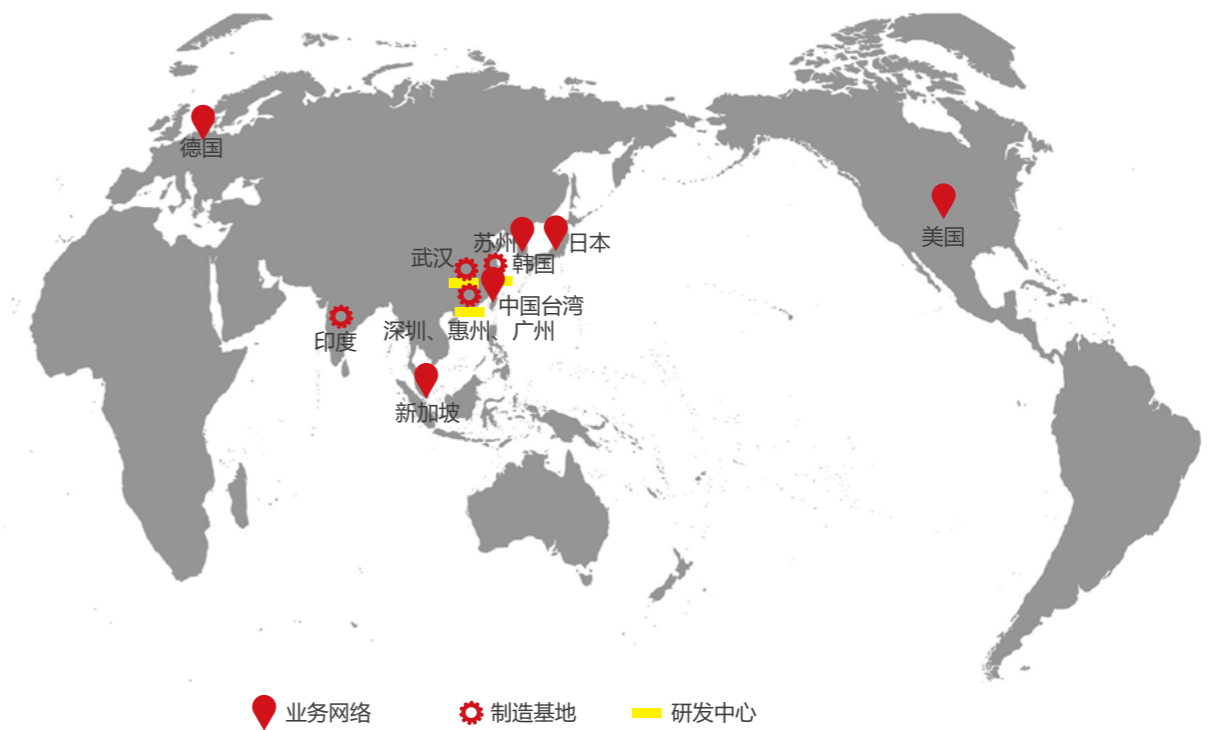 德国
美国
苏州
日本
武汉
韩国
中国台湾
深圳、惠州、广州
印度
新加坡
业务网络
制造基地
研发中心